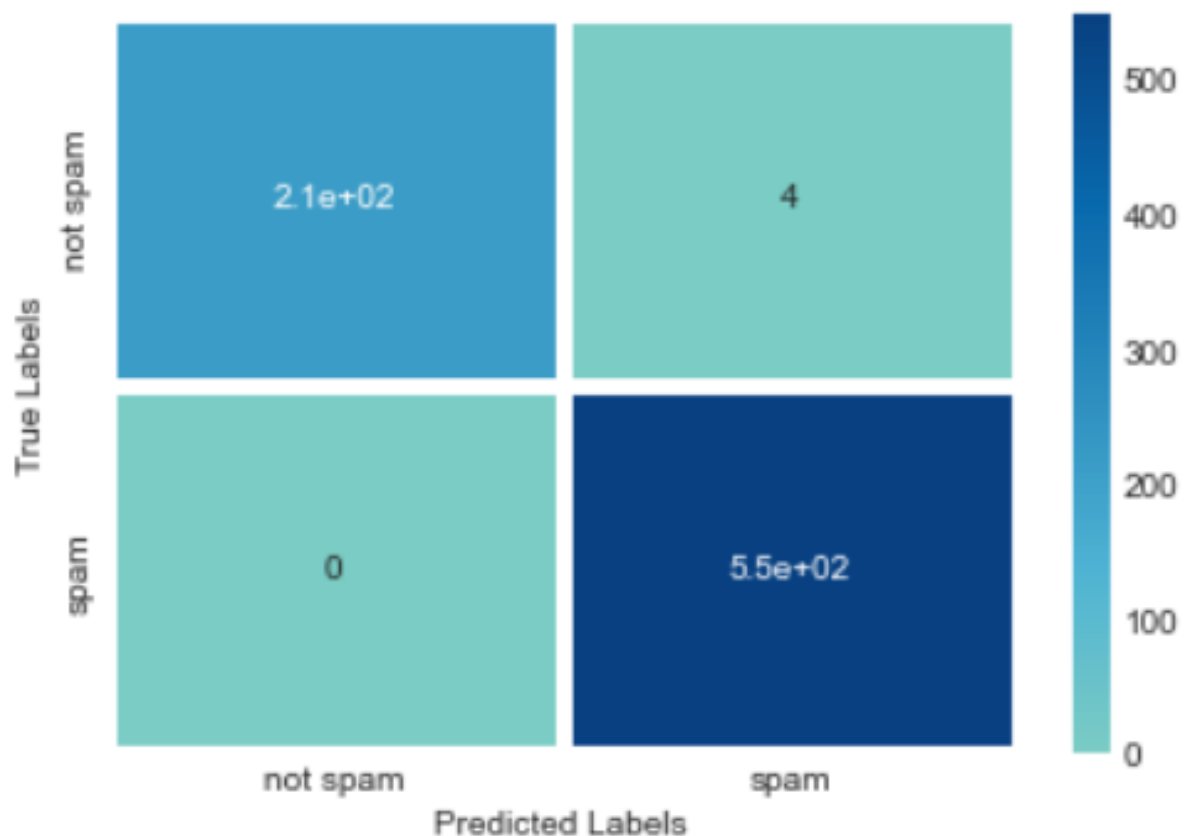 True Labels
not spam
spam
2.1e+02
4
0
5.5e+02
not spam
spam
Predicted Labels
500
400
300
200
100
0